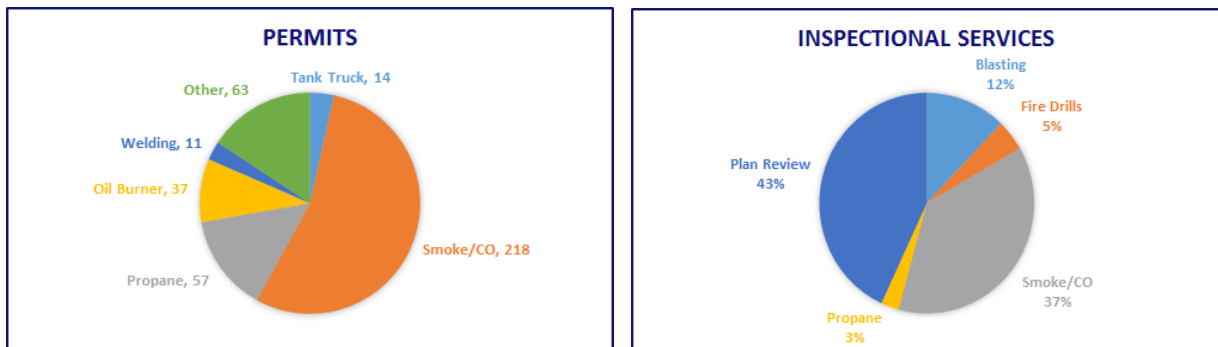 PERMITS
Tank Truck, 14
Other, 63
Welding, 11
Oil Burner, 37
Smoke/CO, 218
Propane, 57
INSPECTIONAL SERVICES
Blasting
12%
Fire Drills
5%
Plan Review
43%
Smoke/CO
37%
Propane
3%